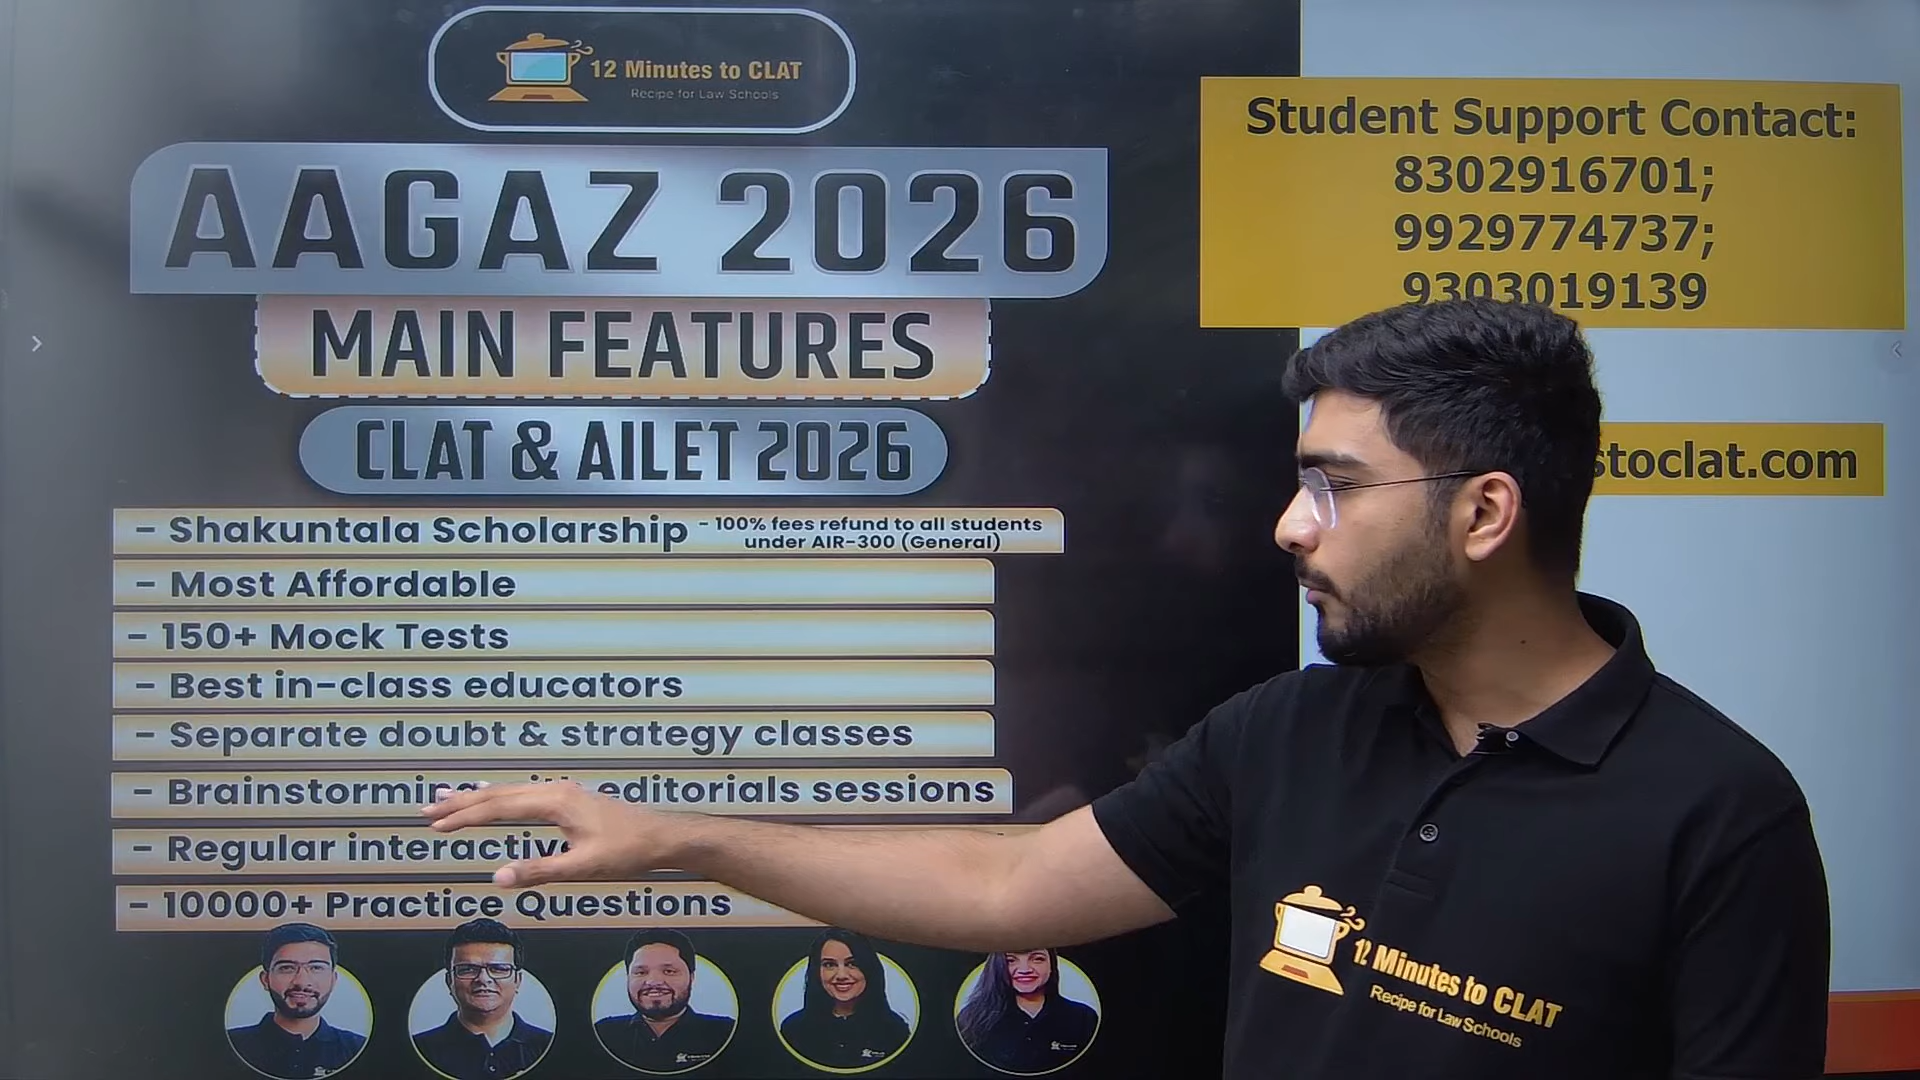 12 Minutes to CLAT
Recipe for Law Schools
AAGAZ 2026
MAIN FEATURES
CLAT & AILET 2026
- Shakuntala Scholarship - 100% fees refund to all students
under AIR-300 (General)
- Most Affordable
- 150+ Mock Tests
- Best in-class educators
- Separate doubt & strategy classes
- Brainstorming editorials sessions
- Regular interactive
- 10000+ Practice Questions
Student Support Contact:
8302916701;
9929774737;
9303019139
stoclat.com
12 Minutes to CLAT
Recipe for Law Schools